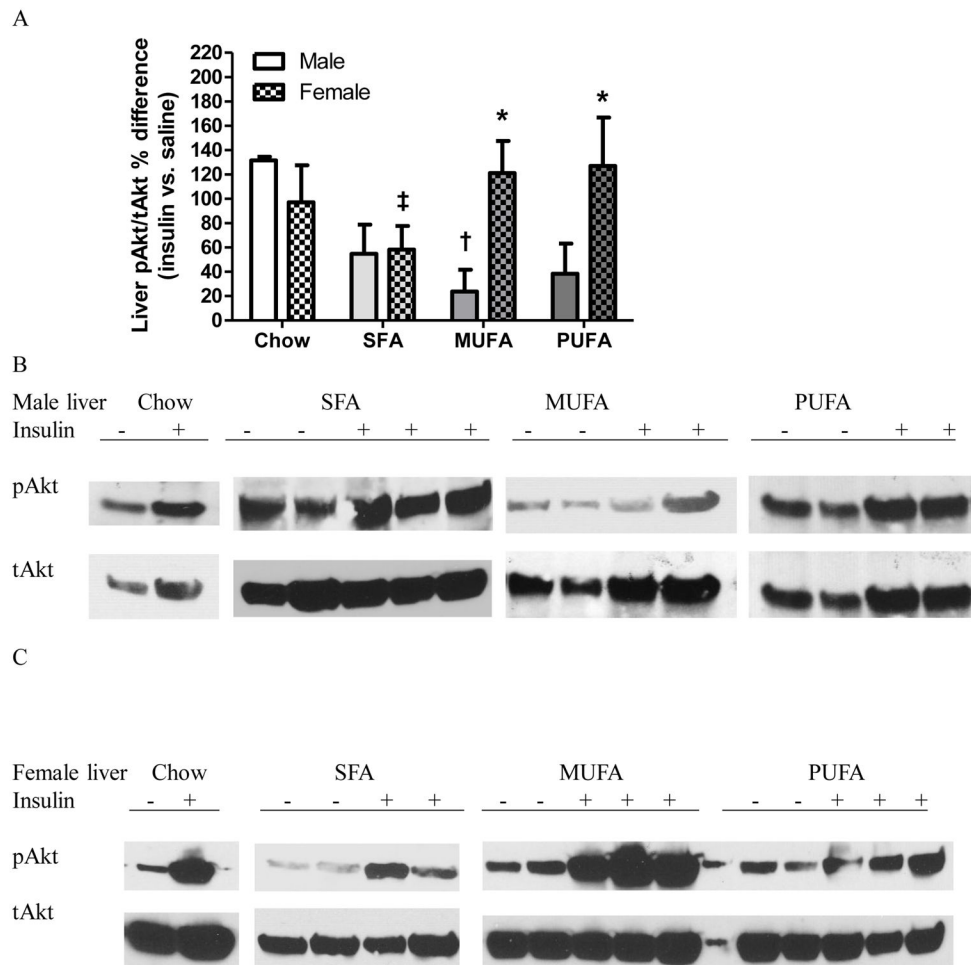 A
Liver pAkt/tAkt % difference
(insulin vs. saline)
220
200
180
160
140
120
100
80
60
40
20
0
Male
Female
‡
†
*
*
Chow SFA MUFA PUFA
B
Male liver Chow SFA MUFA PUFA
Insulin - + - - + + + - - + + - - + +
pAkt
tAkt
C
Female liver Chow SFA MUFA PUFA
Insulin - + - - + + - - + + + - - + + +
pAkt
tAkt